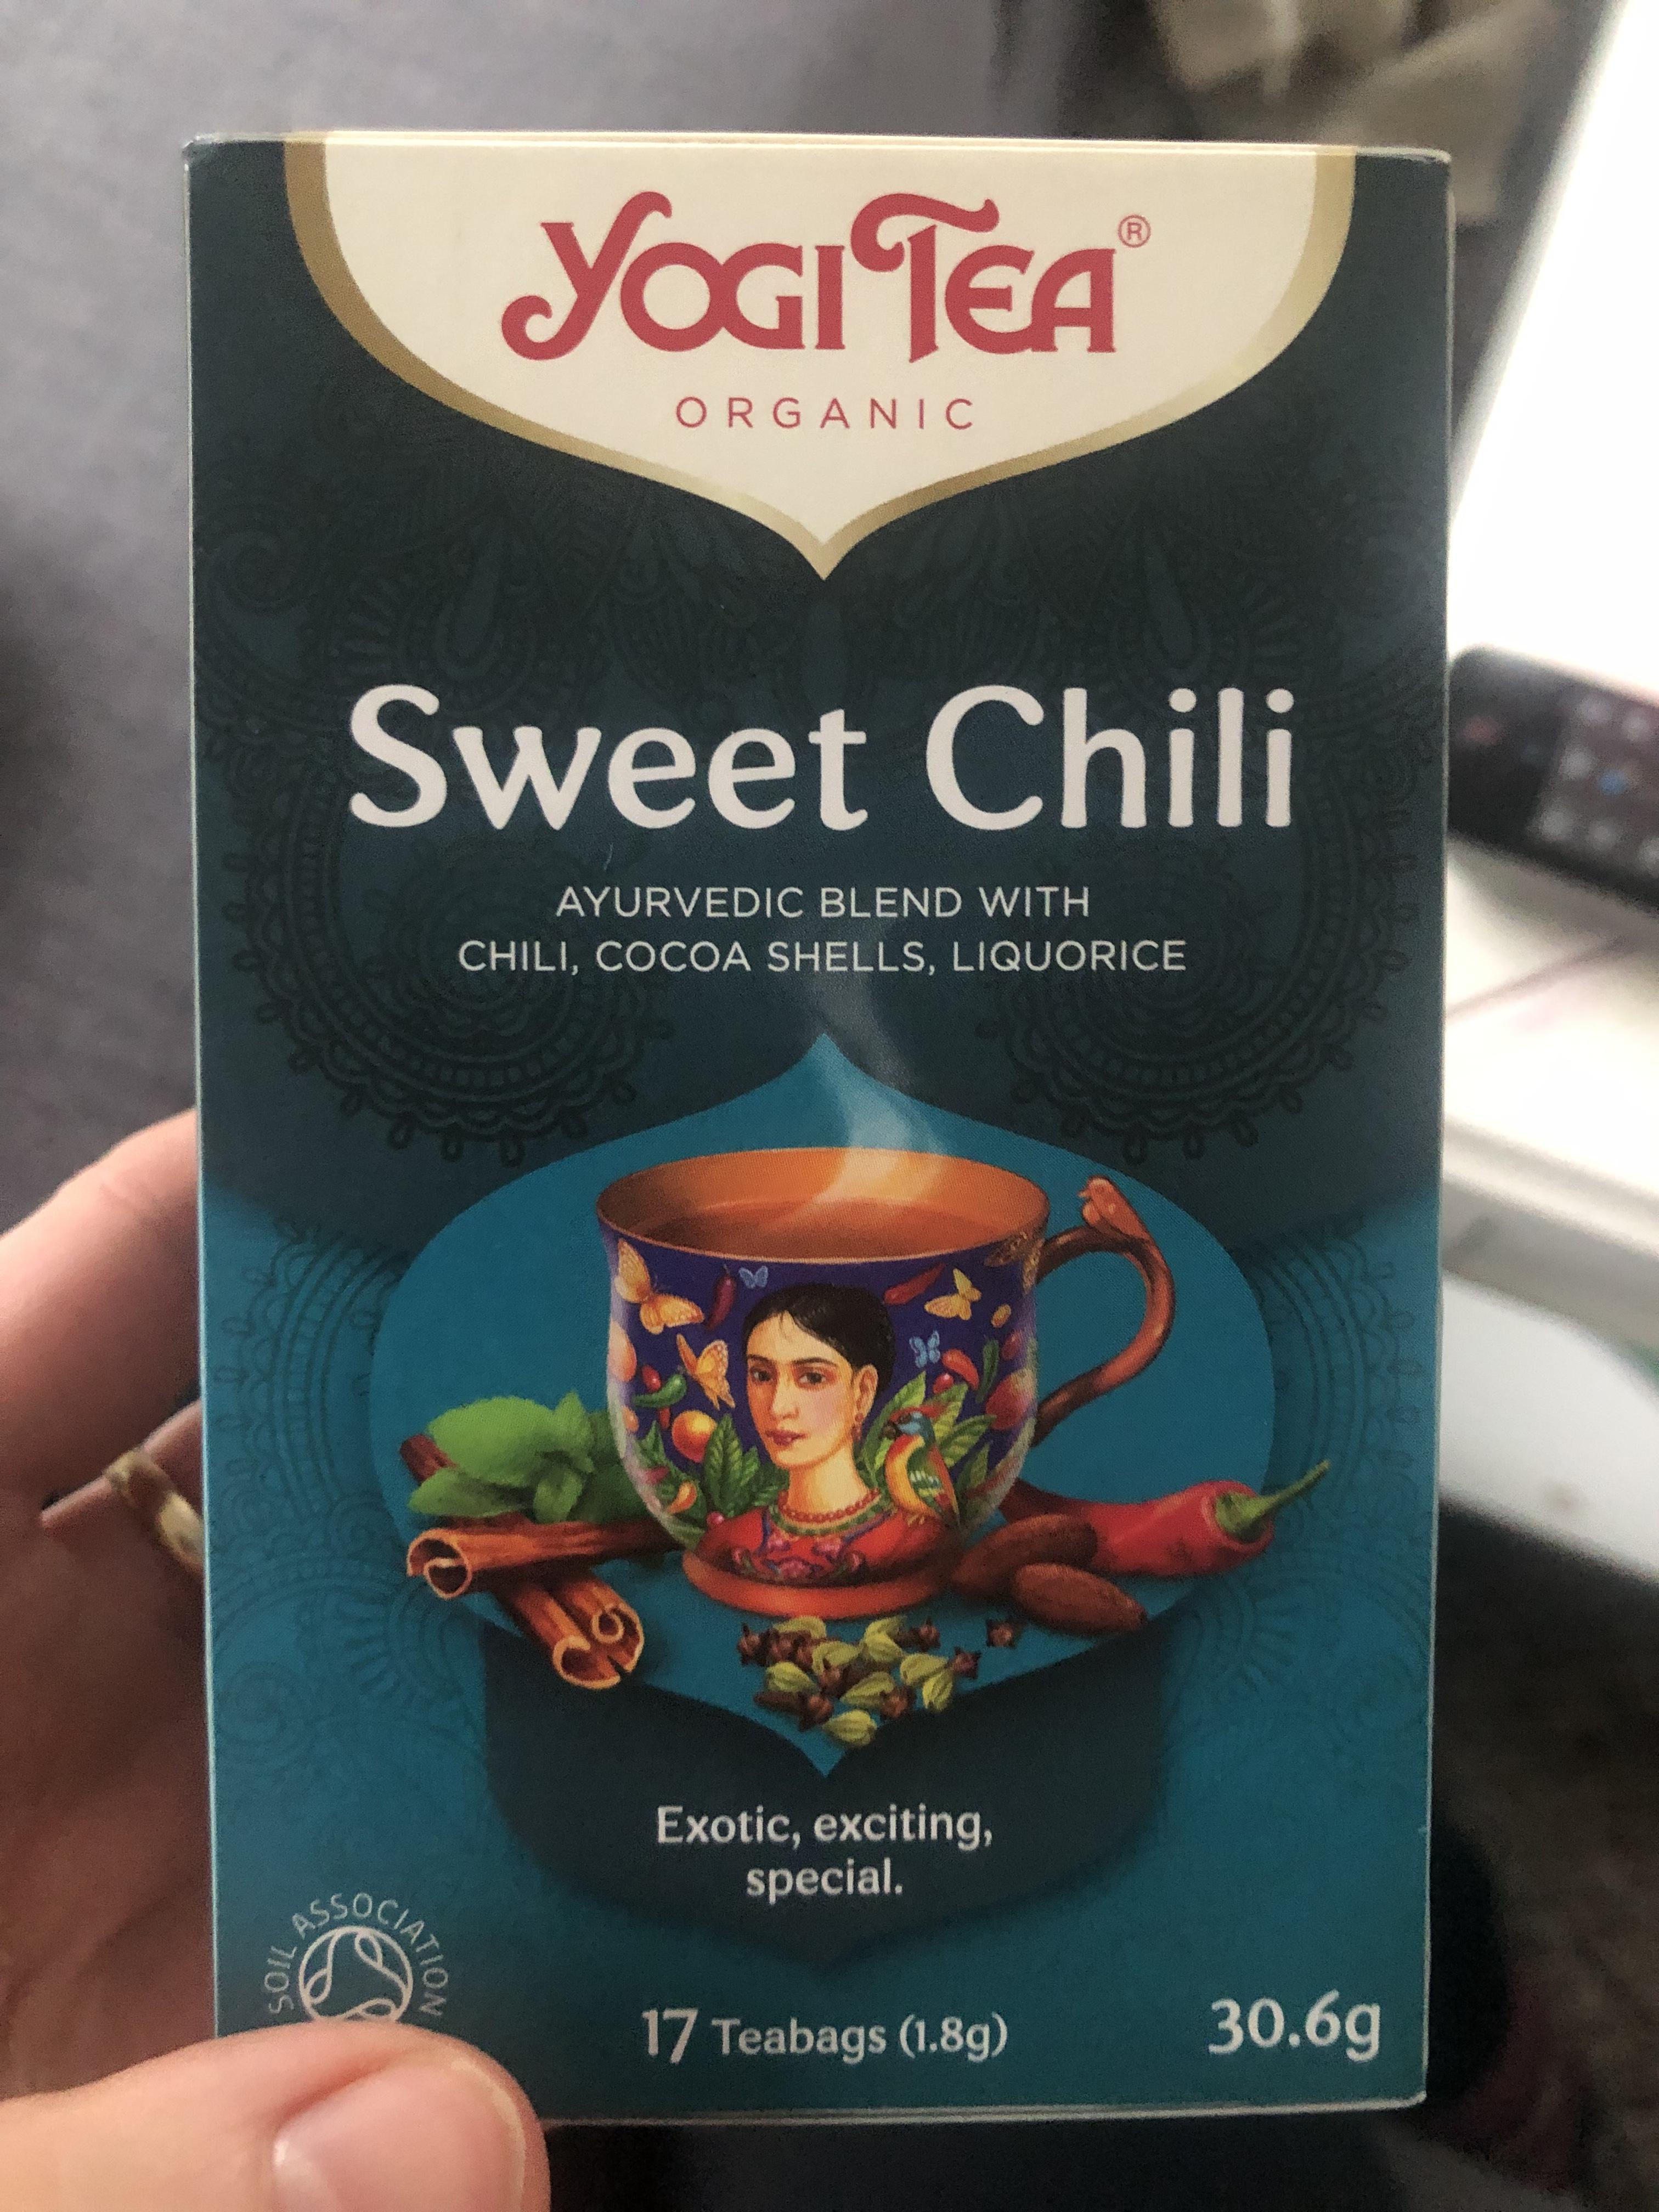 YOGI TEA®
ORGANIC
Sweet Chili
AYURVEDIC BLEND WITH
CHILI, COCOA SHELLS, LIQUORICE
Exotic, exciting,
special.
SOIL ASSOCIATION
17 Teabags (1.8g)
30.6g